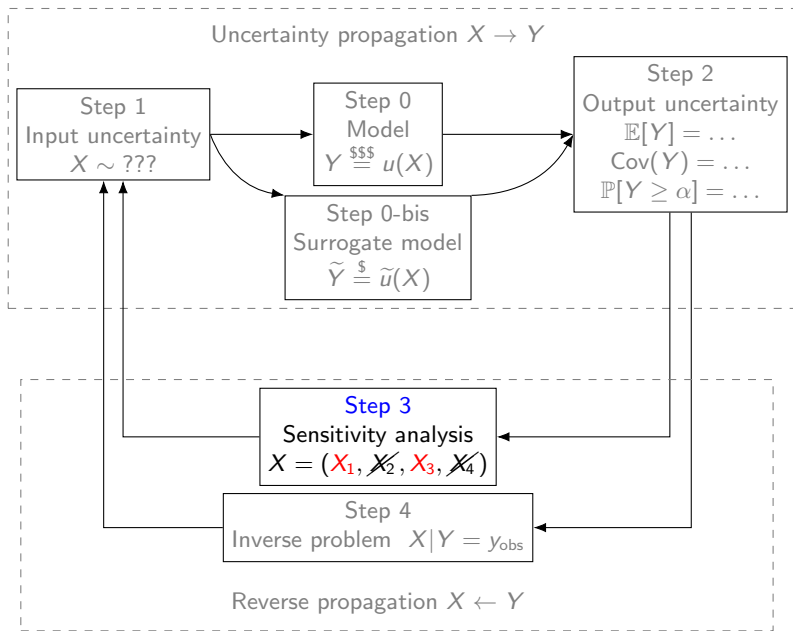 Uncertainty propagation X → Y
Step 1
Input uncertainty
X ∼ ???
Step 0
Model
Y $$$= u(X)
Step 0-bis
Surrogate model
Ỹ $= ũ(X)
Step 2
Output uncertainty
𝔼[Y] = …
Cov(Y) = …
ℙ[Y ≥ α] = …
Step 3
Sensitivity analysis
X = (X₁, X₂, X₃, X₄)
Step 4
Inverse problem X|Y = y_obs
Reverse propagation X ← Y